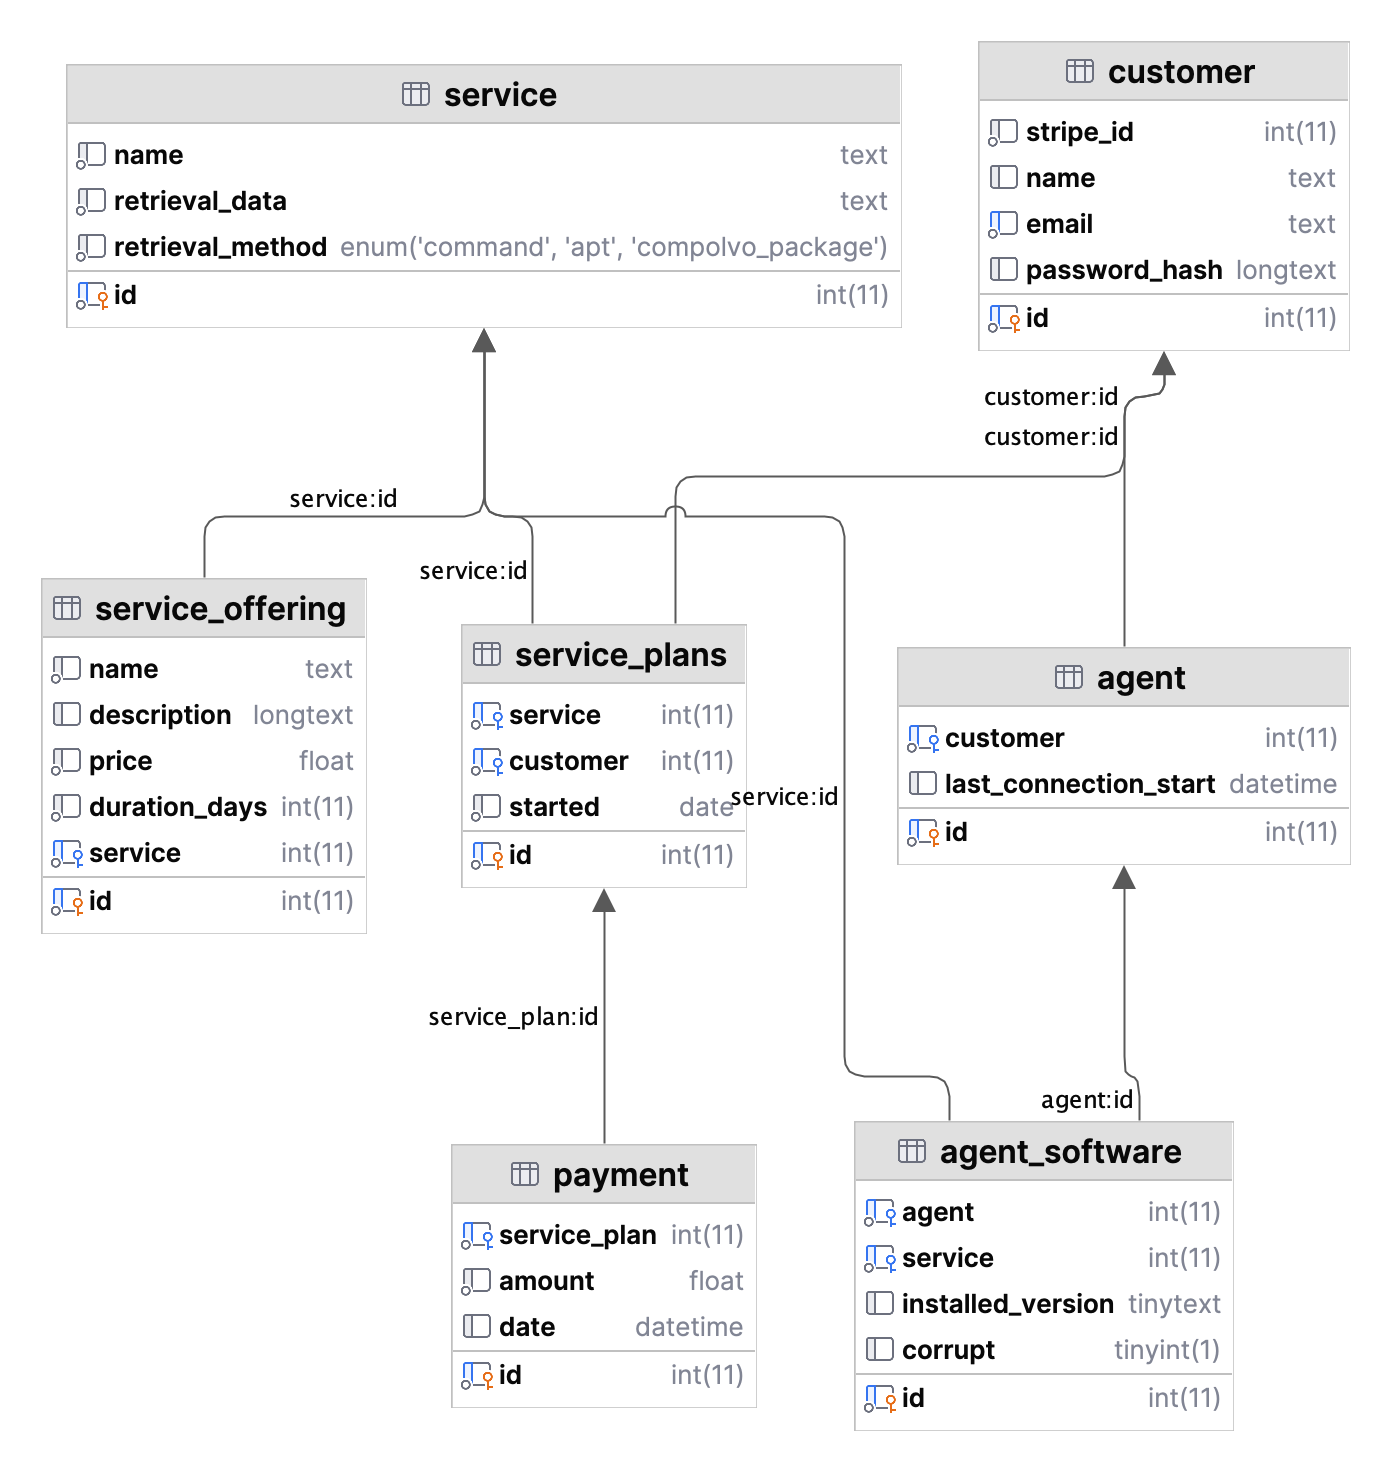 service
name text
retrieval_data text
retrieval_method enum('command', 'apt', 'compolvo_package')
id int(11)
customer
stripe_id int(11)
name text
email text
password_hash longtext
id int(11)
customer:id
customer:id
service:id
service:id
service:id
service_offering
name text
description longtext
price float
duration_days int(11)
service int(11)
id int(11)
service_plans
service int(11)
customer int(11)
started date
id int(11)
agent
customer int(11)
last_connection_start datetime
id int(11)
service_plan:id
agent:id
payment
service_plan int(11)
amount float
date datetime
id int(11)
agent_software
agent int(11)
service int(11)
installed_version tinytext
corrupt tinyint(1)
id int(11)